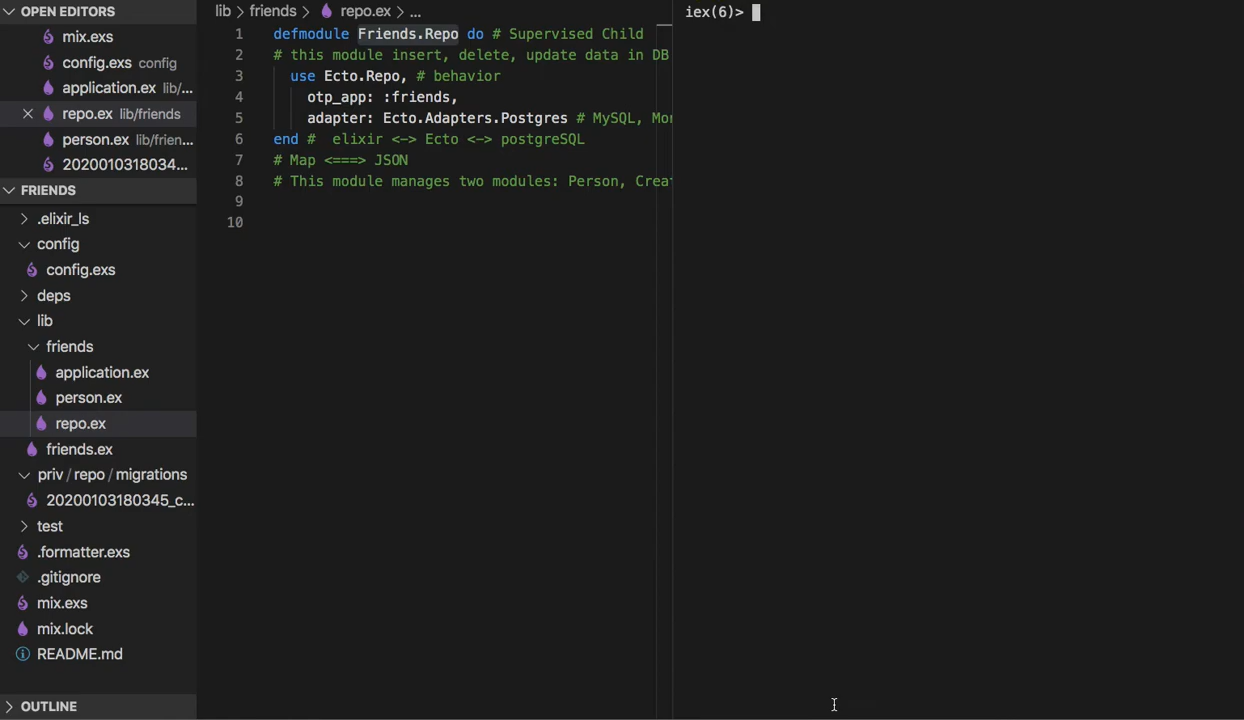 OPEN EDITORS
mix.exs
config.exs config
application.ex lib/...
repo.ex lib/friends
person.ex lib/frien...
2020010318034...
FRIENDS
.elixir_ls
config
config.exs
deps
lib
friends
application.ex
person.ex
repo.ex
friends.ex
priv / repo / migrations
20200103180345_c...
test
.formatter.exs
.gitignore
mix.exs
mix.lock
README.md
OUTLINE
lib > friends > repo.ex > ...
1 defmodule Friends.Repo do # Supervised Child
2 # this module insert, delete, update data in DB
3 use Ecto.Repo, # behavior
4 otp_app: :friends,
5 adapter: Ecto.Adapters.Postgres # MySQL, Mo
6 end # elixir <-> Ecto <-> postgreSQL
7 # Map <===> JSON
8 # This module manages two modules: Person, Crea
9
10
iex(6)>